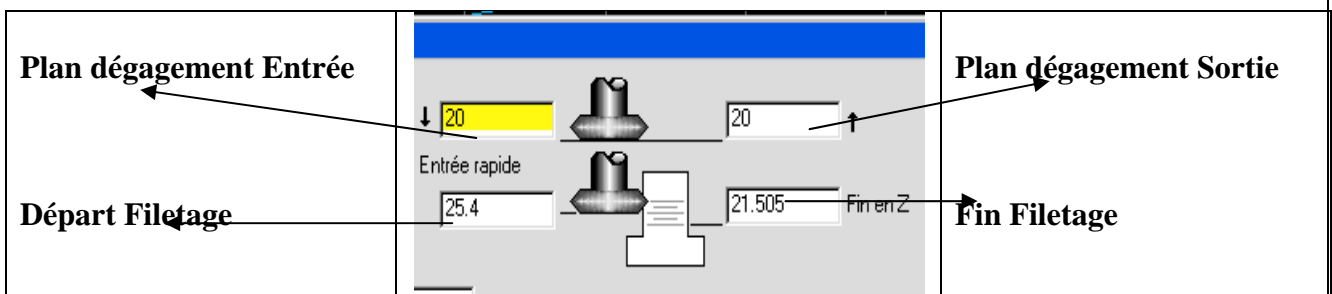 Plan dégagement Entrée
Plan dégagement Sortie
20
20
Entrée rapide
Départ Filetage
25.4
21.505
Fin en Z
Fin Filetage